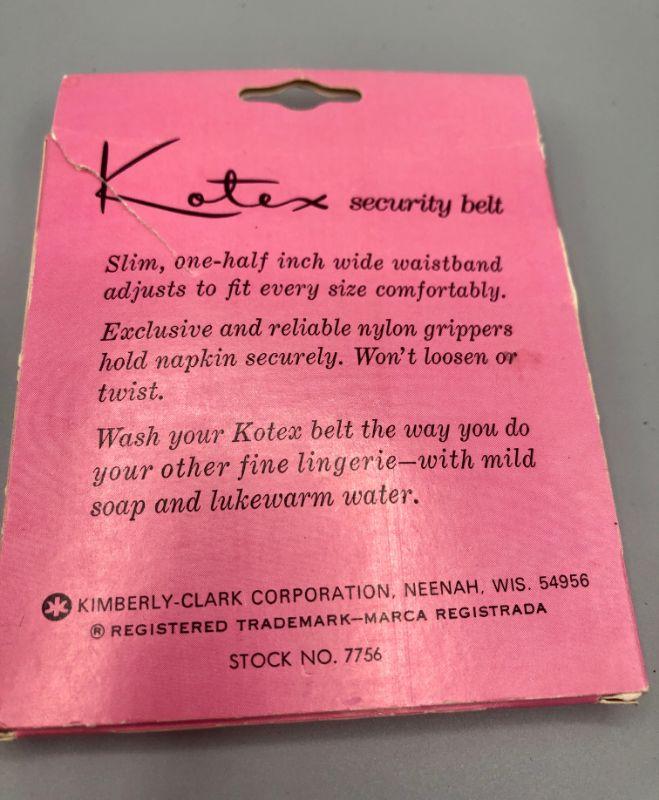 Kotex security belt
Slim, one-half inch wide waistband
adjusts to fit every size comfortably.
Exclusive and reliable nylon grippers
hold napkin securely. Won't loosen or
twist.
Wash your Kotex belt the way you do
your other fine lingerie—with mild
soap and lukewarm water.
KIMBERLY-CLARK CORPORATION, NEENAH, WIS. 54956
® REGISTERED TRADEMARK—MARCA REGISTRADA
STOCK NO. 7756